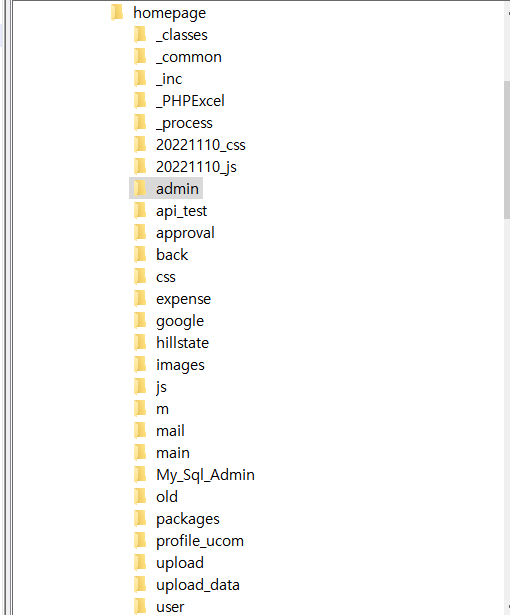 homepage
_classes
_common
_inc
_PHPExcel
_process
20221110_css
20221110_js
admin
api_test
approval
back
css
expense
google
hillstate
images
js
m
mail
main
My_Sql_Admin
old
packages
profile_ucom
upload
upload_data
user